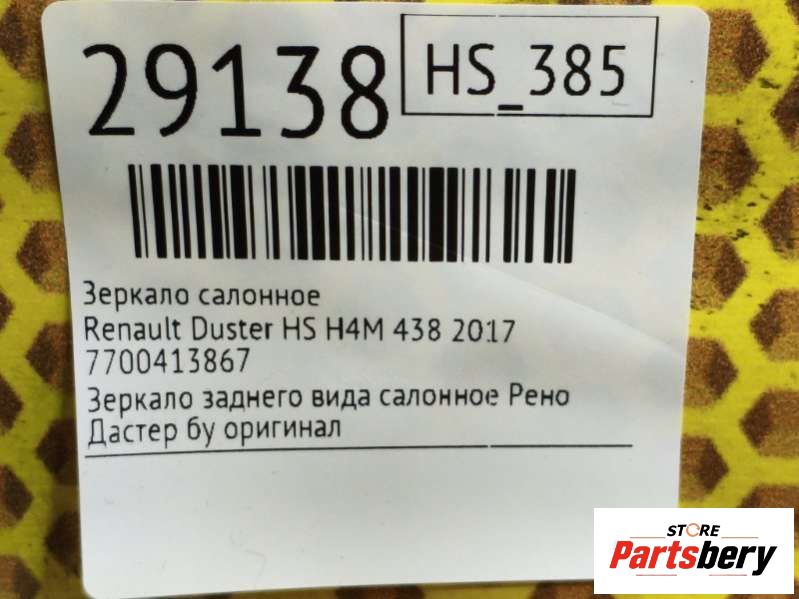 29138
HS_385
Зеркало салонное
Renault Duster HS H4M 438 2017
7700413867
Зеркало заднего вида салонное Рено
Дастер бу оригинал
STORE
Partsbery